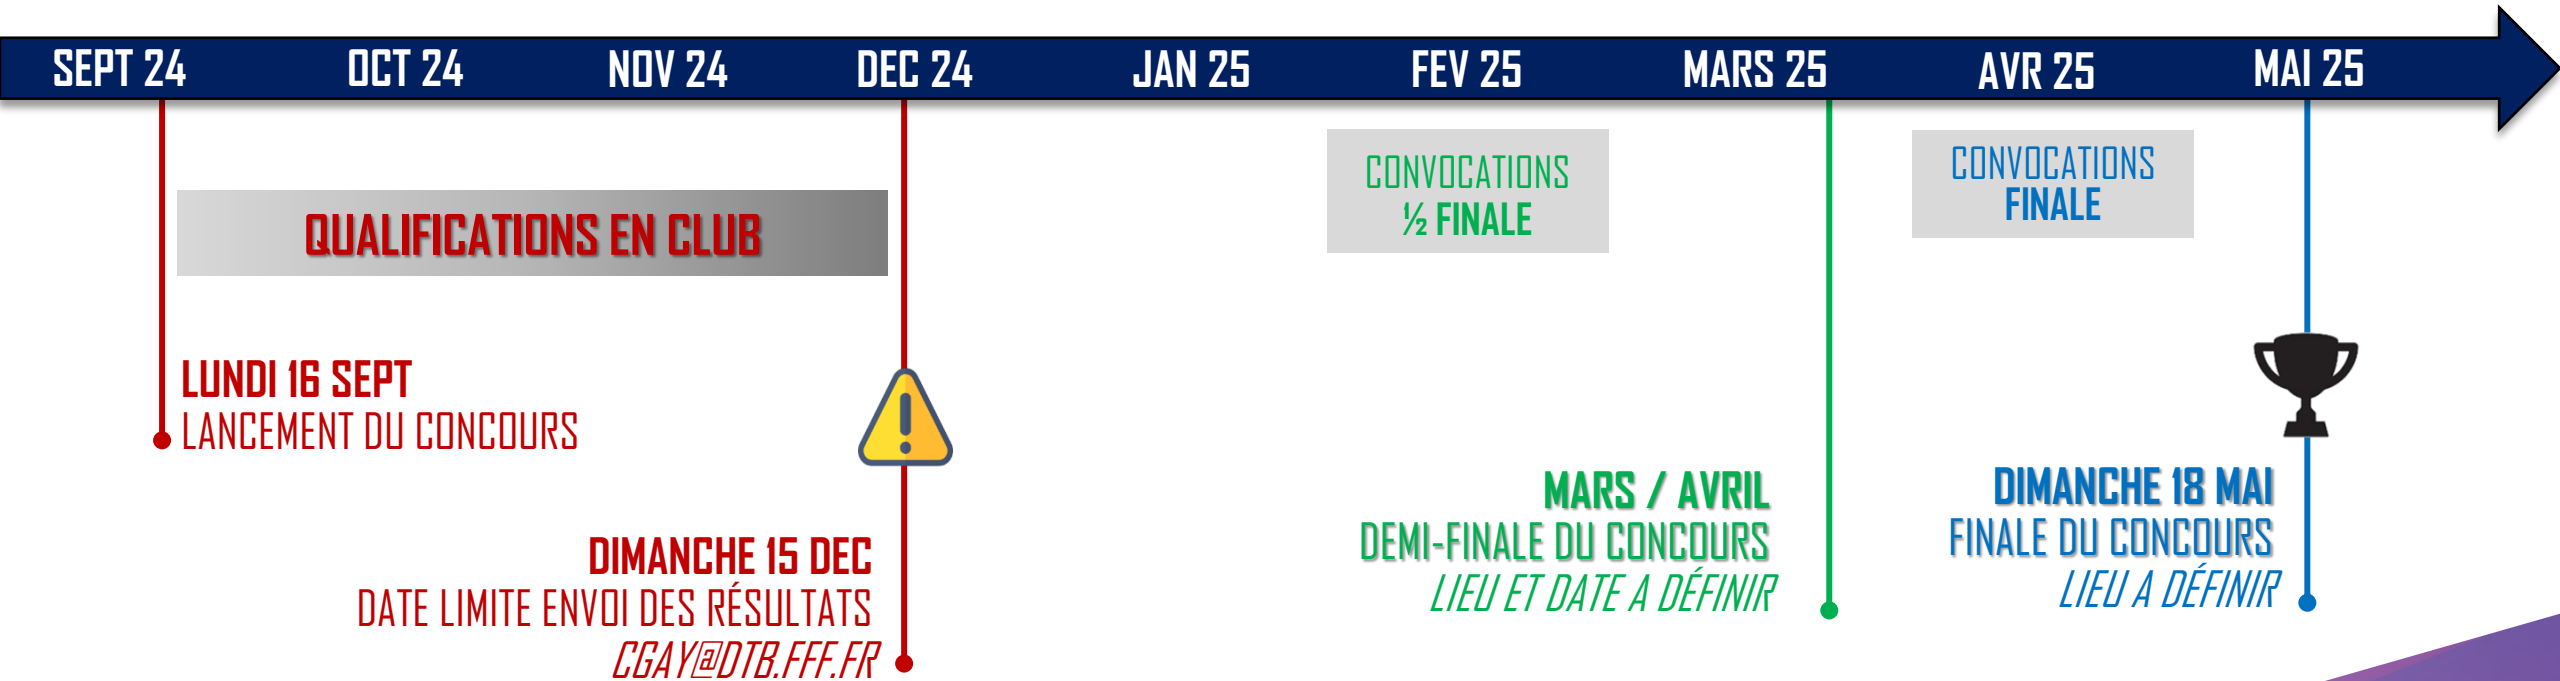 SEPT 24
OCT 24
NOV 24
DEC 24
JAN 25
FEV 25
MARS 25
AVR 25
MAI 25
QUALIFICATIONS EN CLUB
CONVOCATIONS
½ FINALE
CONVOCATIONS
FINALE
LUNDI 16 SEPT
LANCEMENT DU CONCOURS
DIMANCHE 15 DEC
DATE LIMITE ENVOI DES RÉSULTATS
CGAY@DTB.FFF.FR
MARS / AVRIL
DEMI-FINALE DU CONCOURS
LIEU ET DATE A DÉFINIR
DIMANCHE 18 MAI
FINALE DU CONCOURS
LIEU A DÉFINIR